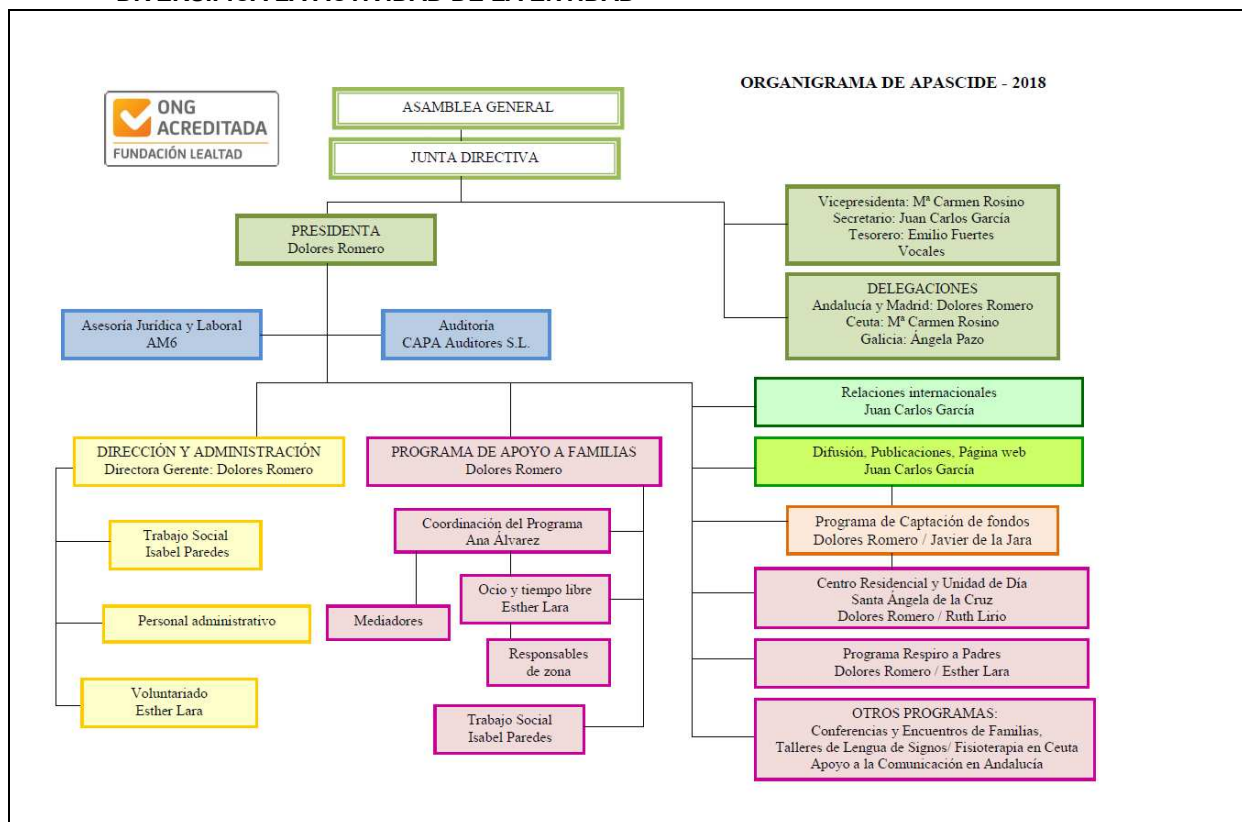 ORGANIGRAMA DE APASCIDE - 2018
ONG
ACREDITADA
FUNDACIÓN LEALTAD
ASAMBLEA GENERAL
JUNTA DIRECTIVA
PRESIDENTA
Dolores Romero
Vicepresidenta: Mª Carmen Rosino
Secretario: Juan Carlos García
Tesorero: Emilio Fuertes
Vocales
DELEGACIONES
Andalucía y Madrid: Dolores Romero
Ceuta: Mª Carmen Rosino
Galicia: Ángela Pazo
Asesoría Jurídica y Laboral
AM6
Auditoría
CAPA Auditores S.L.
DIRECCIÓN Y ADMINISTRACIÓN
Directora Gerente: Dolores Romero
Trabajo Social
Isabel Paredes
Personal administrativo
Voluntariado
Esther Lara
PROGRAMA DE APOYO A FAMILIAS
Dolores Romero
Coordinación del Programa
Ana Álvarez
Mediadores
Ocio y tiempo libre
Esther Lara
Responsables
de zona
Trabajo Social
Isabel Paredes
Relaciones internacionales
Juan Carlos García
Difusión, Publicaciones, Página web
Juan Carlos García
Programa de Captación de fondos
Dolores Romero / Javier de la Jara
Centro Residencial y Unidad de Día
Santa Ángela de la Cruz
Dolores Romero / Ruth Lirio
Programa Respiro a Padres
Dolores Romero / Esther Lara
OTROS PROGRAMAS:
Conferencias y Encuentros de Familias,
Talleres de Lengua de Signos/ Fisioterapia en Ceuta
Apoyo a la Comunicación en Andalucía